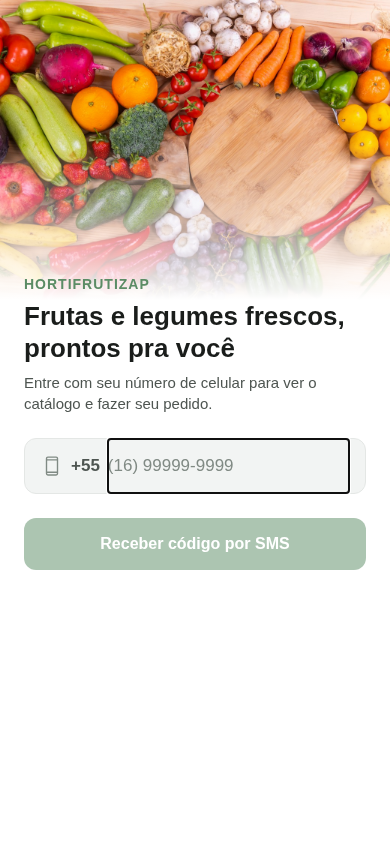 HORTIFRUTIZAP
Frutas e legumes frescos,
prontos pra você
Entre com seu número de celular para ver o
catálogo e fazer seu pedido.
+55 (16) 99999-9999
Receber código por SMS